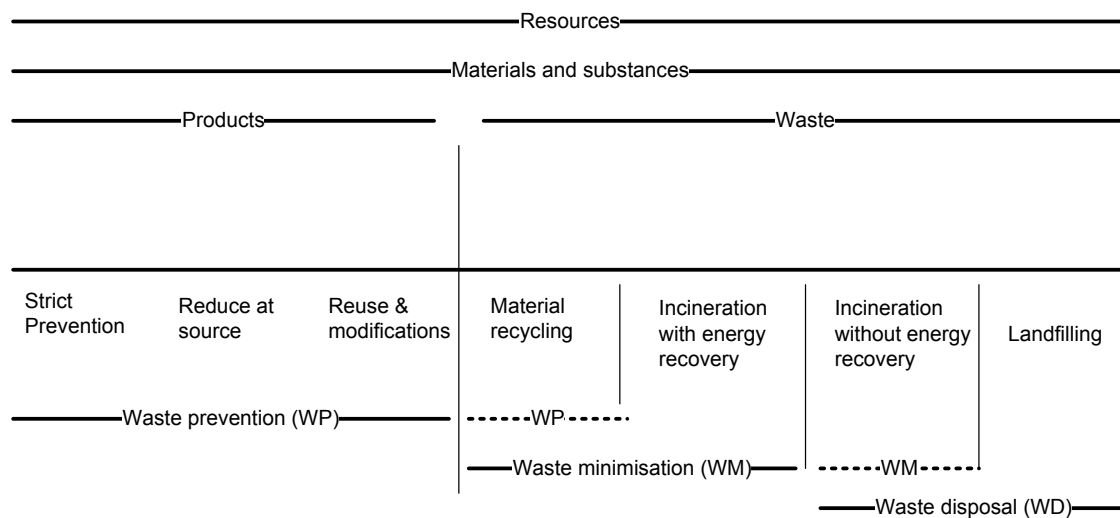 Resources
Materials and substances
Products
Waste
Strict
Prevention
Reduce at
source
Reuse &
modifications
Material
recycling
Incineration
with energy
recovery
Incineration
without energy
recovery
Landfilling
Waste prevention (WP)
WP
Waste minimisation (WM)
WM
Waste disposal (WD)